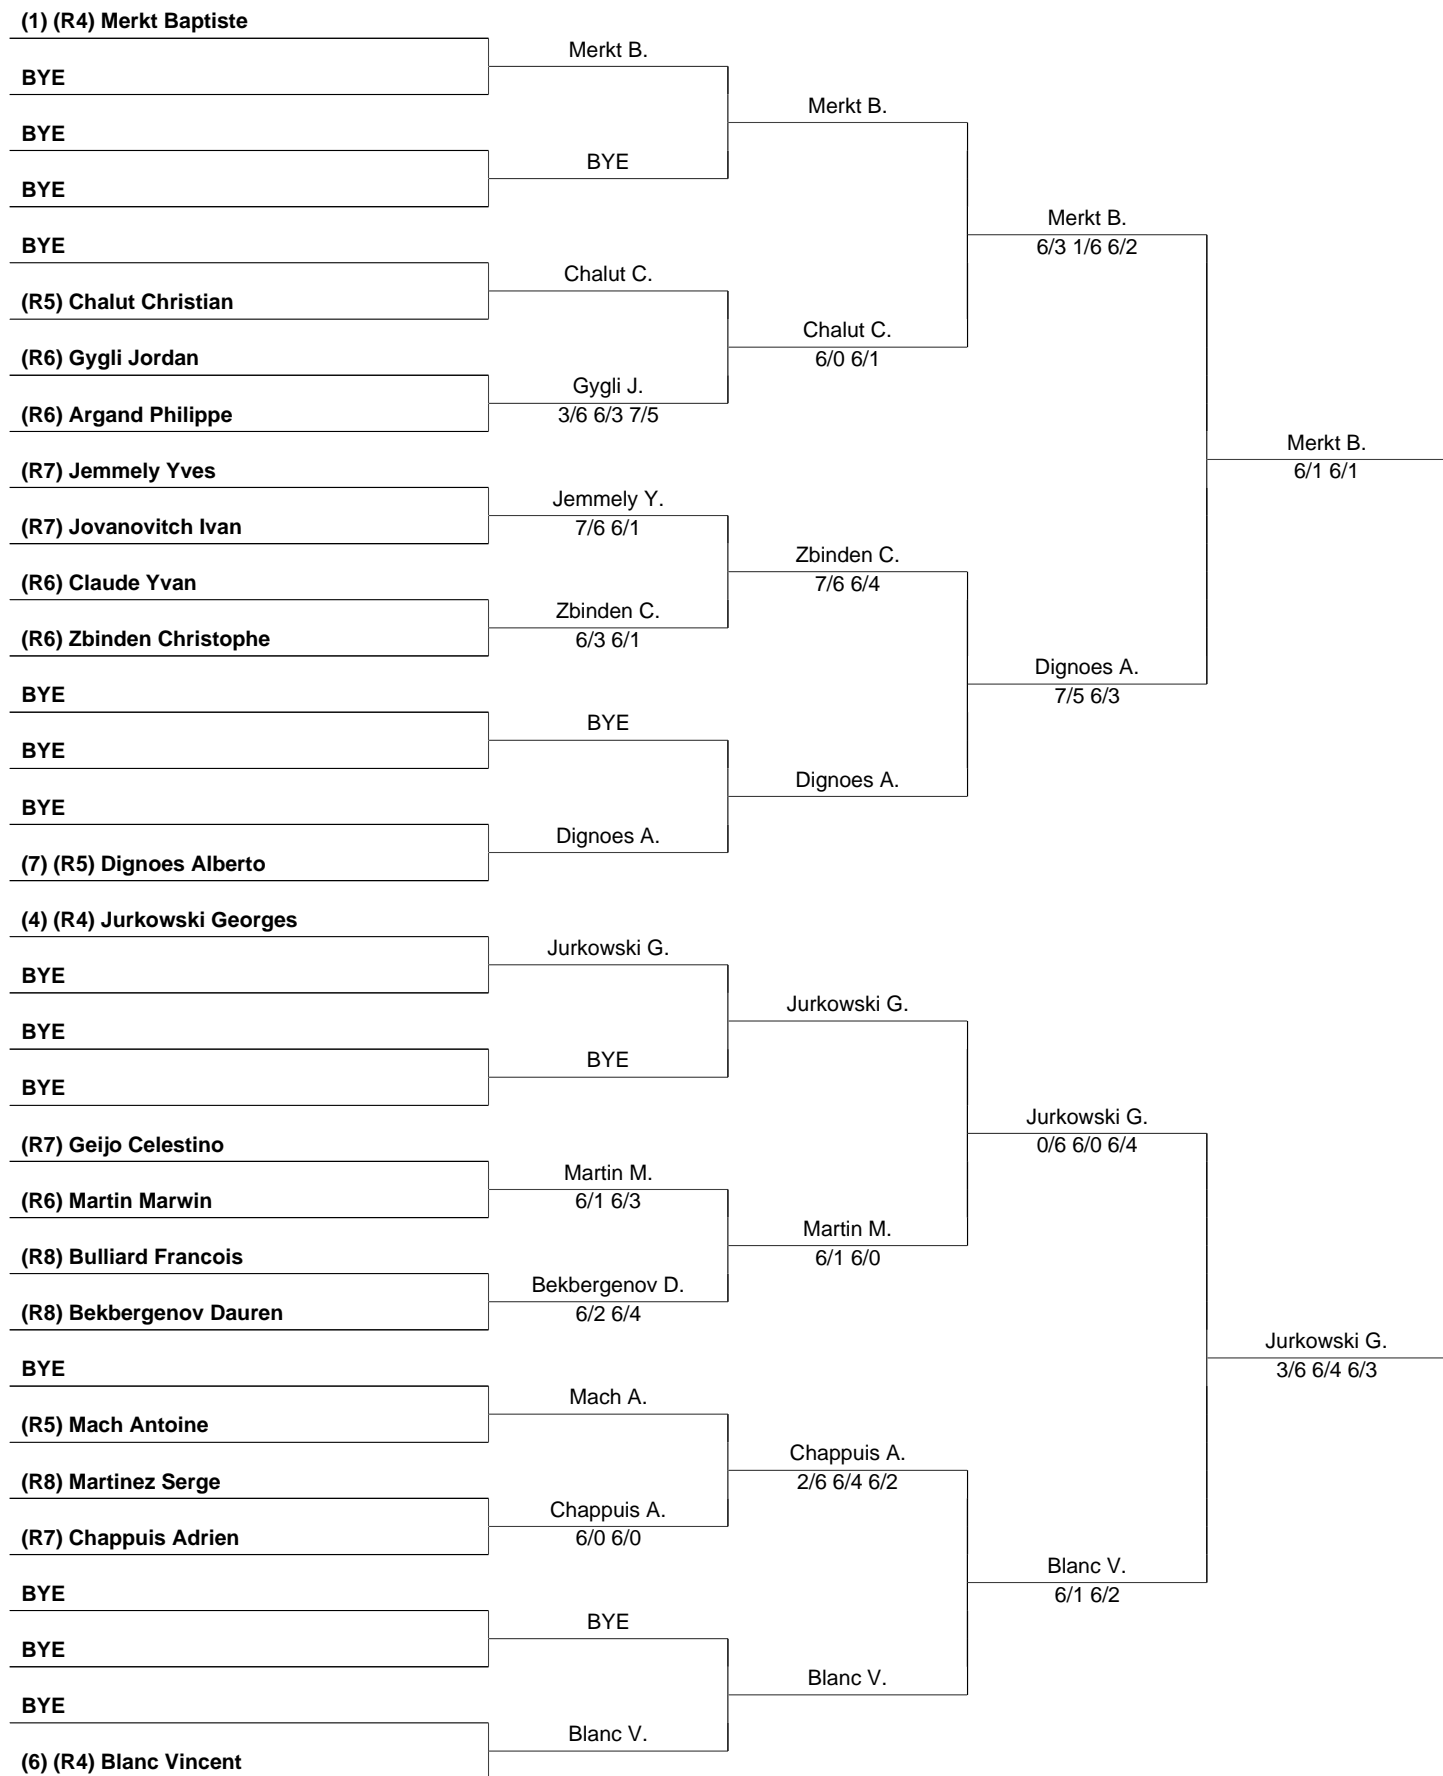 (1) (R4) Merkt Baptiste
Merkt B.
BYE
Merkt B.
BYE
BYE
BYE
Merkt B.
6/3 1/6 6/2
BYE
Chalut C.
(R5) Chalut Christian
Chalut C.
6/0 6/1
(R6) Gygli Jordan
Gygli J.
3/6 6/3 7/5
(R6) Argand Philippe
Merkt B.
6/1 6/1
(R7) Jemmely Yves
Jemmely Y.
7/6 6/1
(R7) Jovanovitch Ivan
Zbinden C.
7/6 6/4
(R6) Claude Yvan
Zbinden C.
6/3 6/1
(R6) Zbinden Christophe
Dignoes A.
7/5 6/3
BYE
BYE
BYE
Dignoes A.
BYE
Dignoes A.
(7) (R5) Dignoes Alberto
(4) (R4) Jurkowski Georges
Jurkowski G.
BYE
Jurkowski G.
BYE
BYE
BYE
Jurkowski G.
0/6 6/0 6/4
(R7) Geijo Celestino
Martin M.
6/1 6/3
(R6) Martin Marwin
Martin M.
6/1 6/0
(R8) Bulliard Francois
Bekbergenov D.
6/2 6/4
(R8) Bekbergenov Dauren
Jurkowski G.
3/6 6/4 6/3
BYE
Mach A.
(R5) Mach Antoine
Chappuis A.
2/6 6/4 6/2
(R8) Martinez Serge
Chappuis A.
6/0 6/0
(R7) Chappuis Adrien
Blanc V.
6/1 6/2
BYE
BYE
BYE
Blanc V.
BYE
Blanc V.
(6) (R4) Blanc Vincent